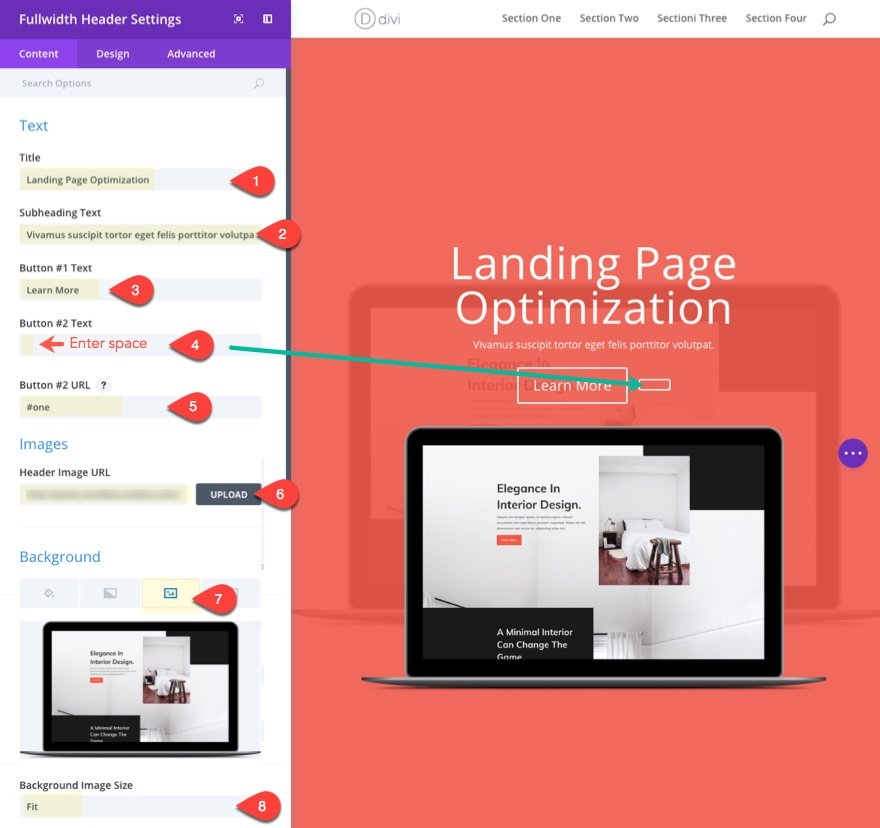 Fullwidth Header Settings
Content Design Advanced
Search Options
Text
Title
Landing Page Optimization
1
Subheading Text
Vivamus suscipit tortor eget felis porttitor volutpa
2
Button #1 Text
Learn More
3
Button #2 Text
Enter space
4
Button #2 URL ?
#one
5
Images
Header Image URL
UPLOAD
6
Background
7
Elegance In
Interior Design.
A Minimal Interior
Can Change The
Game
Background Image Size
Fit
8
D divi
Section One Section Two Sectioni Three Section Four
Landing Page
Optimization
Vivamus suscipit tortor eget felis porttitor volutpat.
Elegance In
Interior Design.
Learn More
Elegance In
Interior Design.
A Minimal Interior
Can Change The
Game